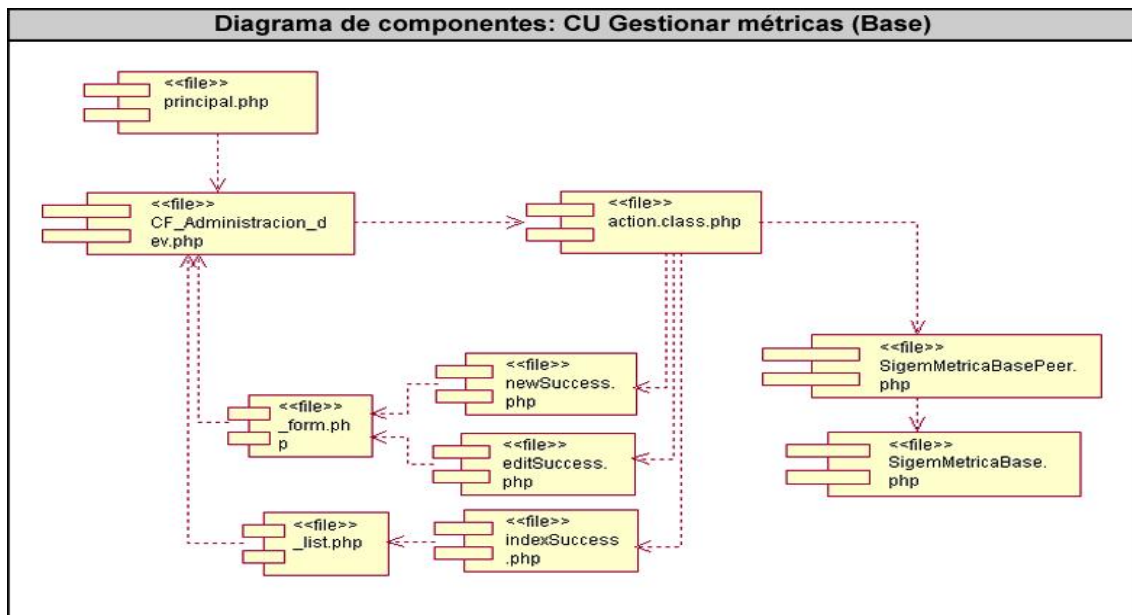 Diagrama de componentes: CU Gestionar métricas (Base)
<<file>>
principal.php
<<file>>
CF_Administracion_d
ev.php
<<file>>
action.class.php
<<file>>
SigemMetricaBasePeer.
php
<<file>>
newSuccess.
php
<<file>>
_form.ph
p
<<file>>
editSuccess.
php
<<file>>
SigemMetricaBase.
php
<<file>>
_list.php
<<file>>
indexSuccess
.php